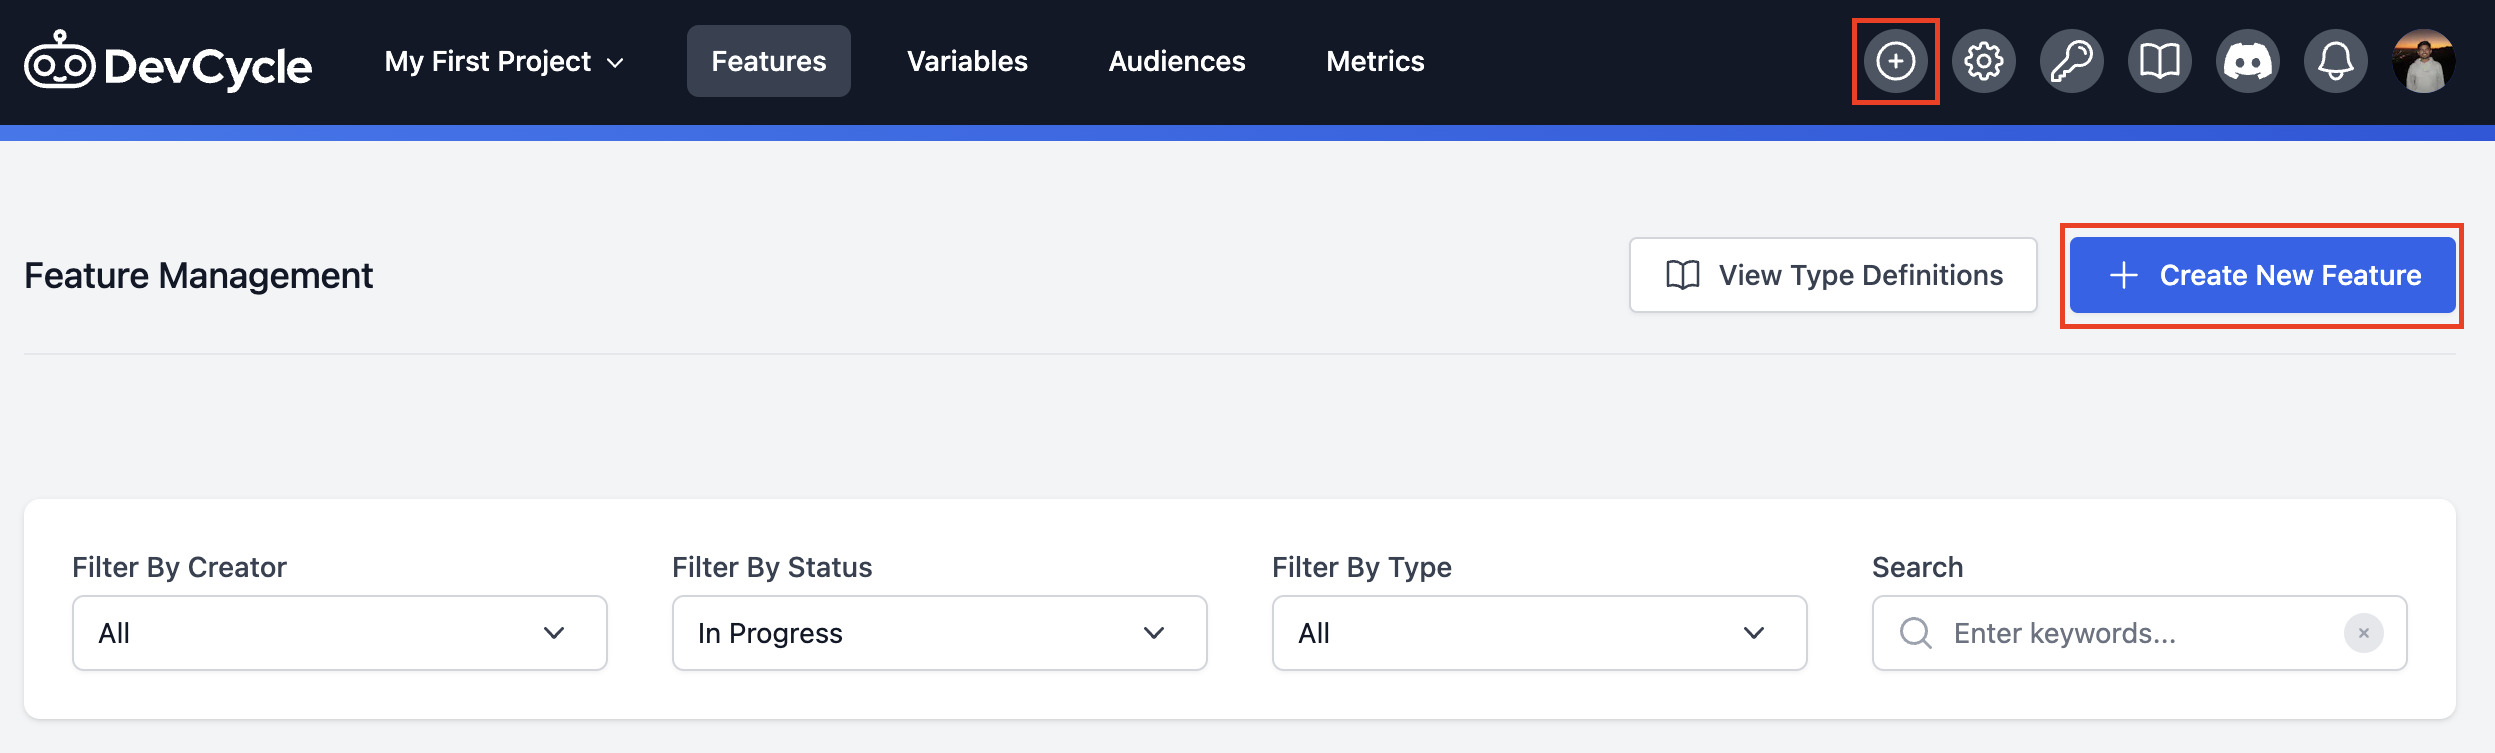 DevCycle
My First Project
Features
Variables
Audiences
Metrics
Feature Management
View Type Definitions
Create New Feature
Filter By Creator
Filter By Status
Filter By Type
Search
All
In Progress
All
Enter keywords...